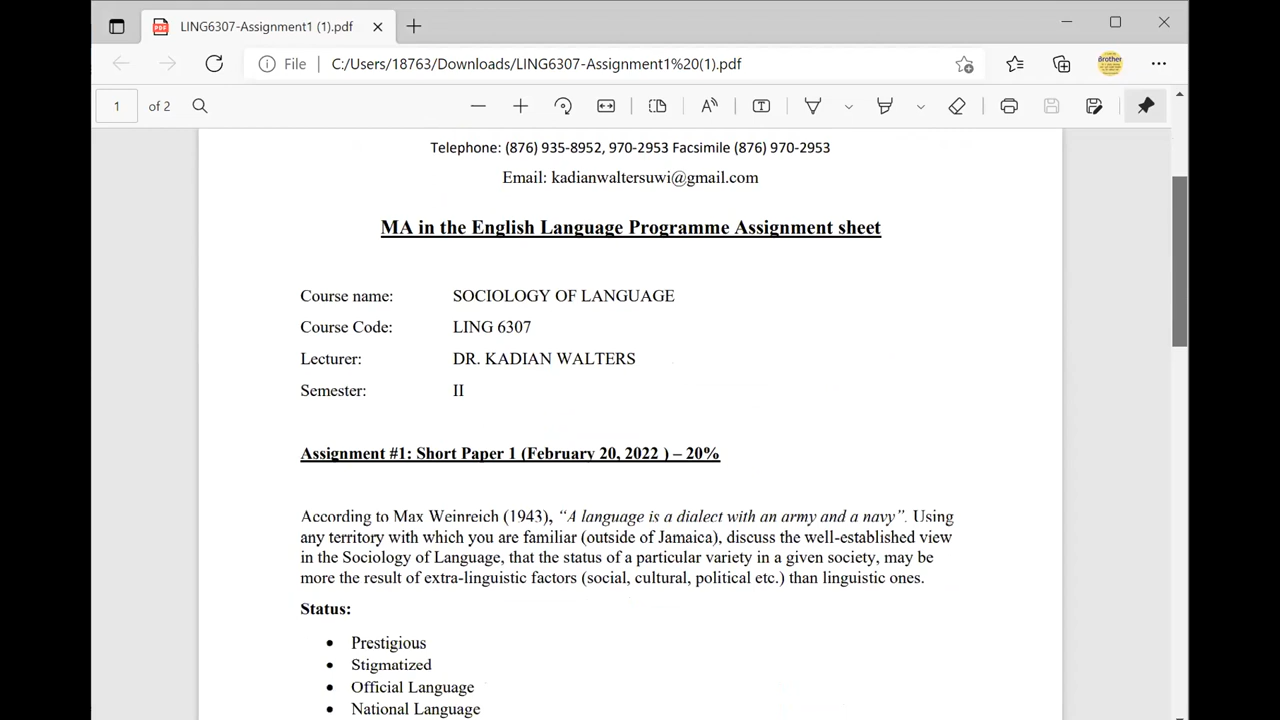 LING6307-Assignment1 (1).pdf
File C:/Users/18763/Downloads/LING6307-Assignment1%20(1).pdf
1 of 2
Telephone: (876) 935-8952, 970-2953 Facsimile (876) 970-2953
Email: kadianwaltersuwi@gmail.com
MA in the English Language Programme Assignment sheet
Course name: SOCIOLOGY OF LANGUAGE
Course Code: LING 6307
Lecturer: DR. KADIAN WALTERS
Semester: II
Assignment #1: Short Paper 1 (February 20, 2022 ) – 20%
According to Max Weinreich (1943), “A language is a dialect with an army and a navy”. Using
any territory with which you are familiar (outside of Jamaica), discuss the well-established view
in the Sociology of Language, that the status of a particular variety in a given society, may be
more the result of extra-linguistic factors (social, cultural, political etc.) than linguistic ones.
Status:
• Prestigious
• Stigmatized
• Official Language
• National Language